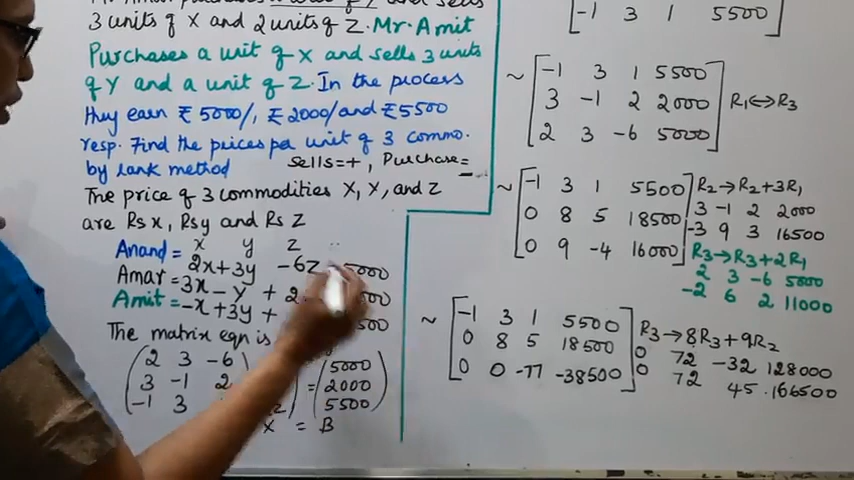 3 units of X and 2 units of Z. Mr. Amit
Purchases a unit of X and sells 3 units
of Y and a unit of Z. In the process
they earn ₹ 5000/, ₹ 2000/ and ₹ 5500
resp. Find the prices per unit of 3 commo.
by rank method Sells = +, Purchase = -
The price of 3 commodities X, X, and Z
are Rs x, Rs y and Rs Z
x y z
Anand = 2x+3y -6z 5000
Amar = 3x - y +
Amit = -x + 3y +
The matrix eqn is
2 3 -6 5000
3 -1 2 = 2000
-1 3 5500
X = B
-1 3 1 5500
~ -1 3 1 5500
3 -1 2 2000 R1 ⟷ R3
2 3 -6 5000
~ -1 3 1 5500 R2 → R2 + 3R1
0 8 5 18500 3 -1 2 2000
-3 9 3 16500
0 9 -4 16000 R3 → R3 + 2R1
2 3 -6 5000
-2 6 2 11000
~ -1 3 1 5500 R3 → 8R3 + 9R2
0 8 5 18500 0 72 -32 128000
0 0 -77 -38500 0 72 45 166500